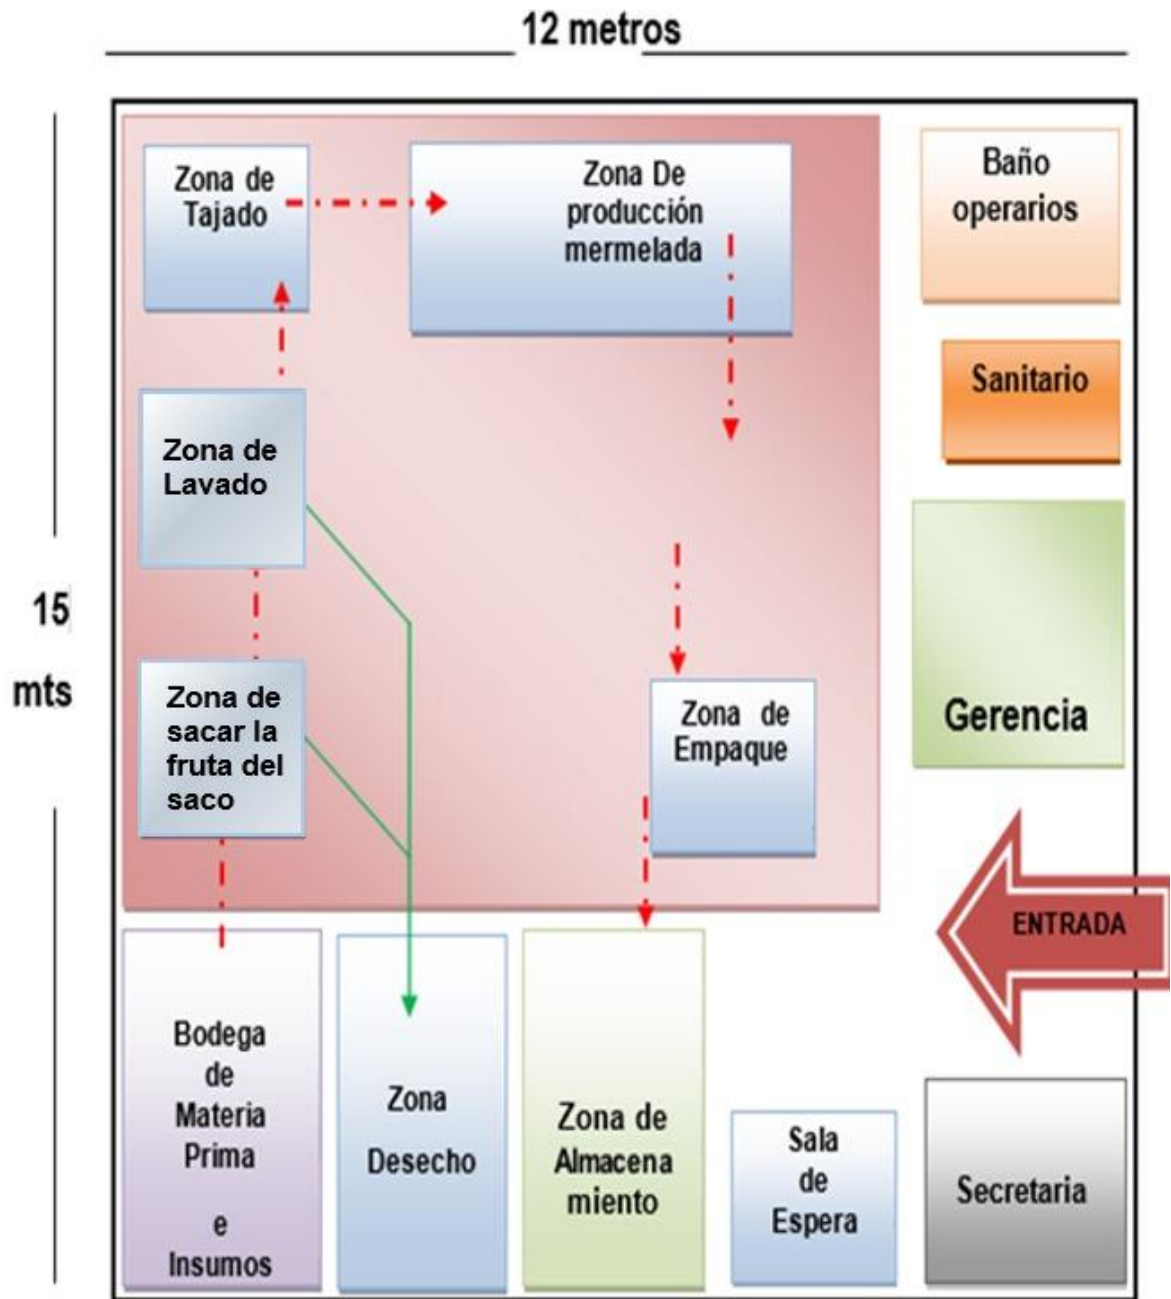 12 metros
Zona de
Tajado
Zona De
producción
mermelada
Baño
operarios
Sanitario
Zona de
Lavado
15
mts
Zona de
sacar la
fruta del
saco
Zona de
Empaque
Gerencia
ENTRADA
Bodega
de
Materia
Prima
e
Insumos
Zona
Desecho
Zona de
Almacena
miento
Sala
de
Espera
Secretaria